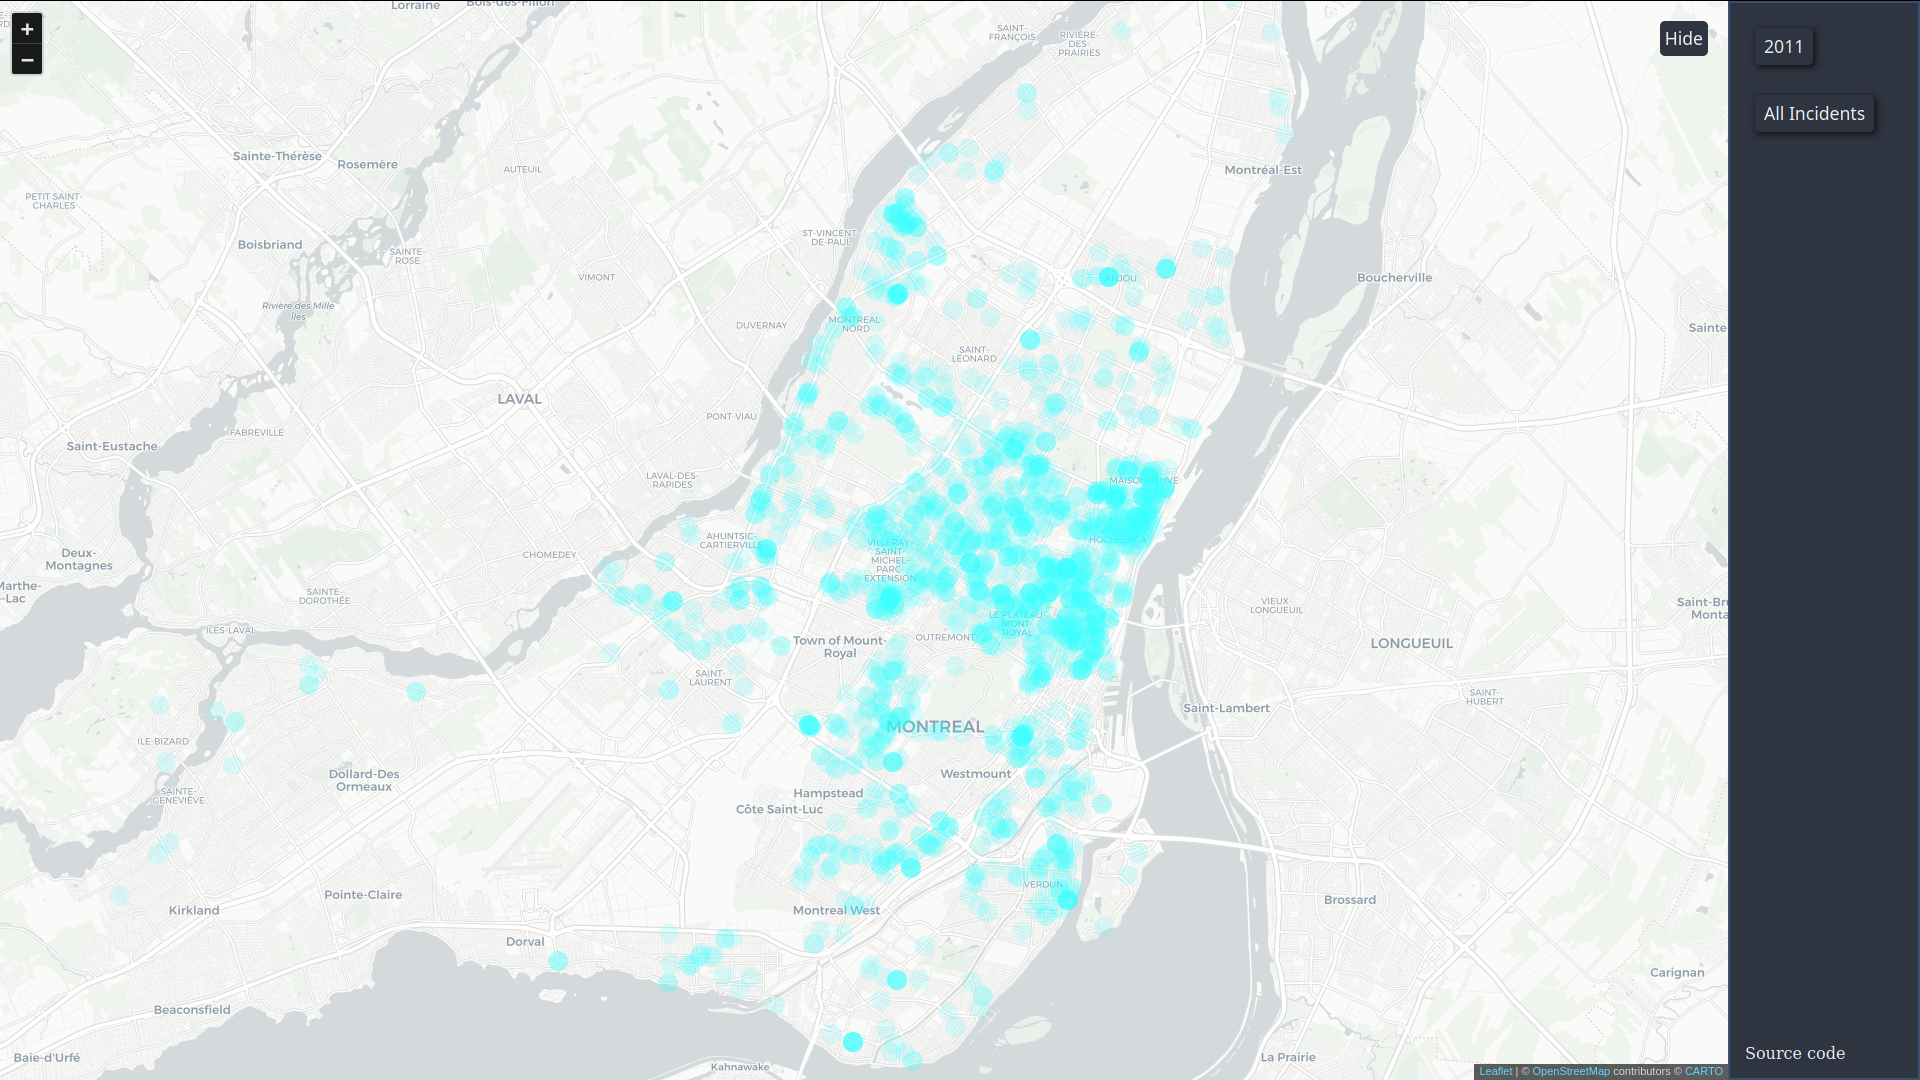 Lorraine
Bois-des-Filion
+
−
SAINT-
FRANÇOIS
RIVIÈRE-
DES-
PRAIRIES
Hide
2011
All Incidents
Sainte-Thérèse
Rosemère
AUTEUIL
Montréal-Est
PETIT SAINT-
CHARLES
ST-VINCENT-
DE-PAUL
Boisbriand
SAINTE-
ROSE
VIMONT
ANJOU
Boucherville
Rivière des Mille
Îles
DUVERNAY
MONTREAL-
NORD
Sainte-
SAINT-
LÉONARD
LAVAL
PONT-VIAU
FABREVILLE
Saint-Eustache
LAVAL-DES-
RAPIDES
MAISONNEUVE
AHUNTSIC-
CARTIERVILLE
HOCHELAGA
CHOMEDEY
VILLERAY-
SAINT-
MICHEL-
PARC-
EXTENSION
Deux-
Montagnes
Marthe-
-Lac
SAINTE-
DOROTHÉE
VIEUX-
LONGUEUIL
Saint-Bru
Monta
LE PLATEAU
MONT-
ROYAL
ILES-LAVAL
Town of Mount-
Royal
OUTREMONT
LONGUEUIL
SAINT-
LAURENT
SAINT-
HUBERT
Saint-Lambert
MONTREAL
ILE-BIZARD
Dollard-Des
Ormeaux
Westmount
SAINTE-
GENEVIÈVE
Hampstead
Côte Saint-Luc
VERDUN
Pointe-Claire
Kirkland
Montreal West
Brossard
Dorval
Carignan
Beaconsfield
Baie-d'Urfé
Kahnawake
La Prairie
Source code
Leaflet | © OpenStreetMap contributors © CARTO